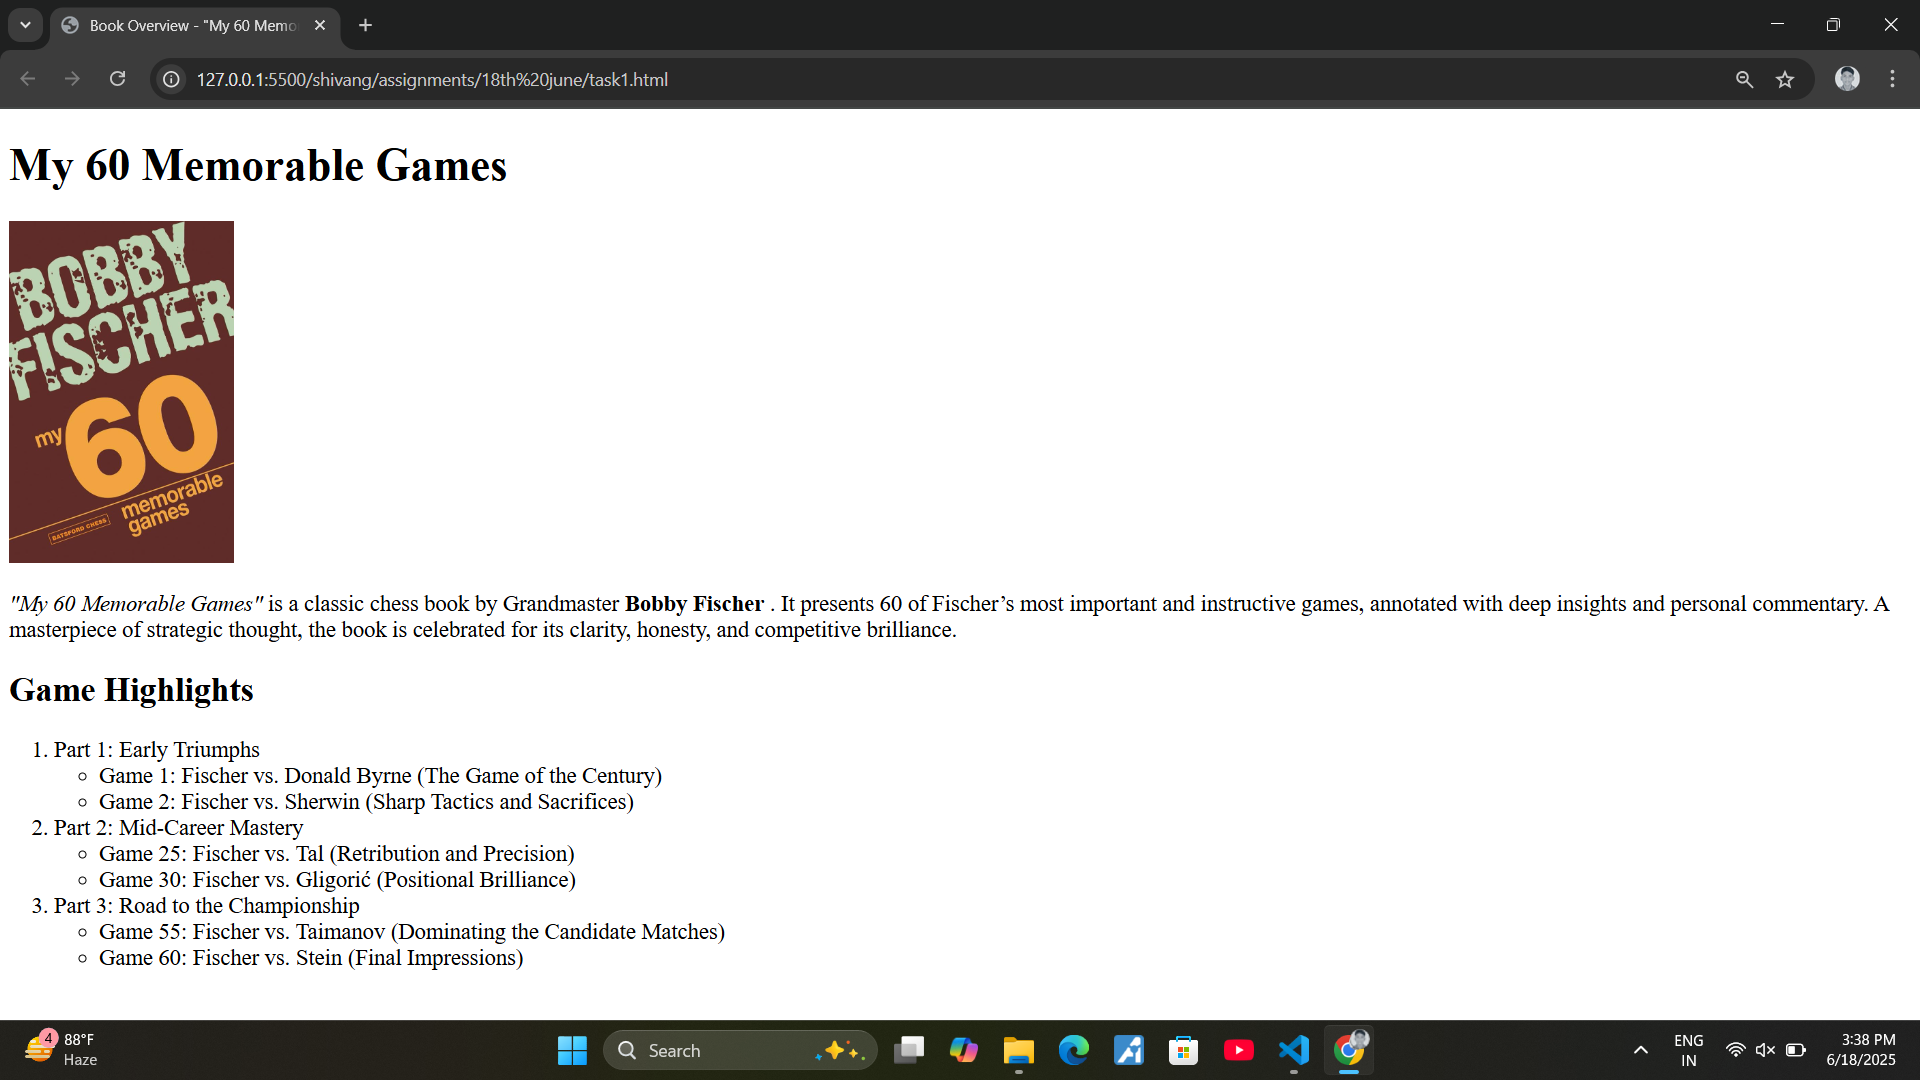 Book Overview - "My 60 Memo
127.0.0.1:5500/shivang/assignments/18th%20june/task1.html
My 60 Memorable Games
BOBBY
FISCHER
my 60
memorable
games
BATSFORD CHESS
"My 60 Memorable Games" is a classic chess book by Grandmaster Bobby Fischer . It presents 60 of Fischer’s most important and instructive games, annotated with deep insights and personal commentary. A
masterpiece of strategic thought, the book is celebrated for its clarity, honesty, and competitive brilliance.
Game Highlights
1. Part 1: Early Triumphs
Game 1: Fischer vs. Donald Byrne (The Game of the Century)
Game 2: Fischer vs. Sherwin (Sharp Tactics and Sacrifices)
2. Part 2: Mid-Career Mastery
Game 25: Fischer vs. Tal (Retribution and Precision)
Game 30: Fischer vs. Gligorić (Positional Brilliance)
3. Part 3: Road to the Championship
Game 55: Fischer vs. Taimanov (Dominating the Candidate Matches)
Game 60: Fischer vs. Stein (Final Impressions)
4
88°F
Haze
Search
ENG
IN
3:38 PM
6/18/2025